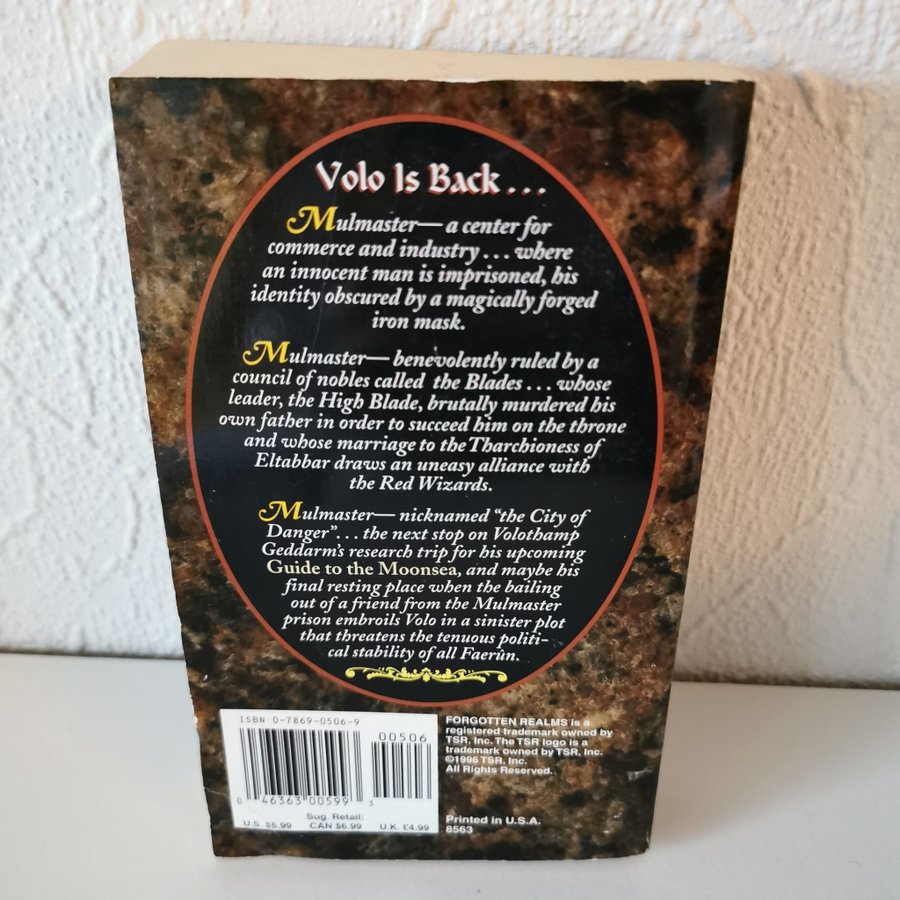 Volo Is Back...
Mulmaster— a center for
commerce and industry... where
an innocent man is imprisoned, his
identity obscured by a magically forged
iron mask.
Mulmaster— benevolently ruled by a
council of nobles called the Blades... whose
leader, the High Blade, brutally murdered his
own father in order to succeed him on the throne
and whose marriage to the Tharchioness of
Eltabbar draws an uneasy alliance with
the Red Wizards.
Mulmaster— nicknamed “the City of
Danger”... the next stop on Volothamp
Geddarm's research trip for his upcoming
Guide to the Moonsea, and maybe his
final resting place when the bailing
out of a friend from the Mulmaster
prison embroils Volo in a sinister plot
that threatens the tenuous politi-
cal stability of all Faerûn.
ISBN 0-7869-0506-9
00506
0 46363 00599 3
Sug. Retail:
U.S. $6.99 CAN $6.99 U.K. £4.99
FORGOTTEN REALMS is a
registered trademark owned by
TSR, Inc. The TSR logo is a
trademark owned by TSR, Inc.
©1996 TSR, Inc.
All Rights Reserved.
Printed in U.S.A.
8563